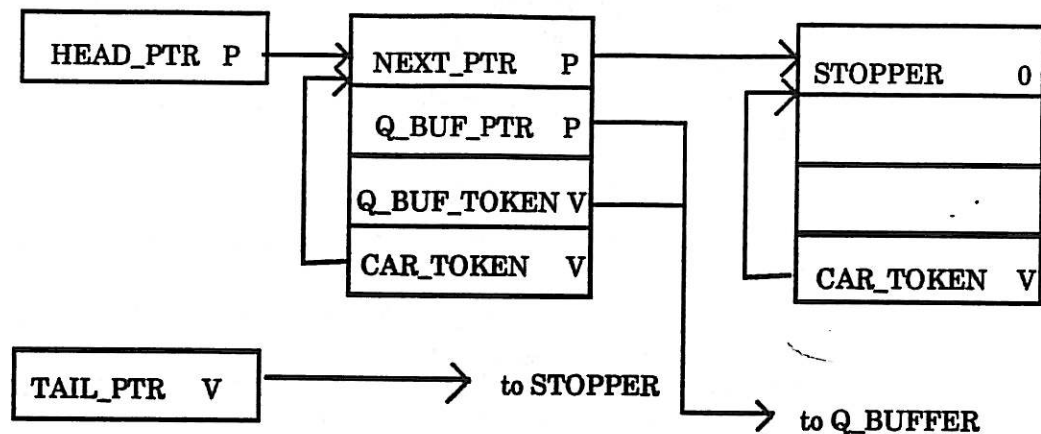 HEAD_PTR P
NEXT_PTR P
Q_BUF_PTR P
Q_BUF_TOKEN V
CAR_TOKEN V
STOPPER 0
CAR_TOKEN V
TAIL_PTR V
to STOPPER
to Q_BUFFER